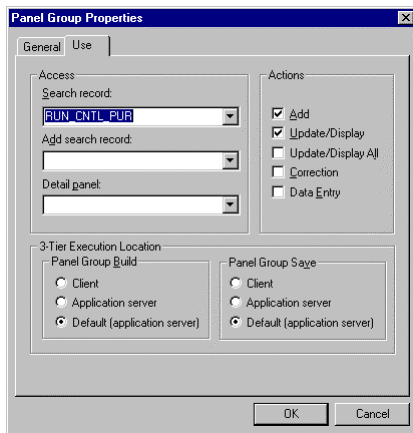 Panel Group Properties
General Use
Access
Search record:
RUN_CNTL_PUR
Add search record:
Detail panel:
Actions
Add
Update/Display
Update/Display All
Correction
Data Entry
3-Tier Execution Location
Panel Group Build
Client
Application server
Default (application server)
Panel Group Save
Client
Application server
Default (application server)
OK Cancel